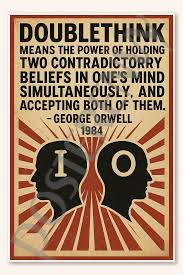 DOUBLETHINK
MEANS THE POWER OF HOLDING
TWO CONTRADICTORRY
BELIEFS IN ONE'S MIND
SIMULTANEOUSLY, AND
ACCEPTING BOTH OF THEM.
– GEORGE ORWELL
1984
I O